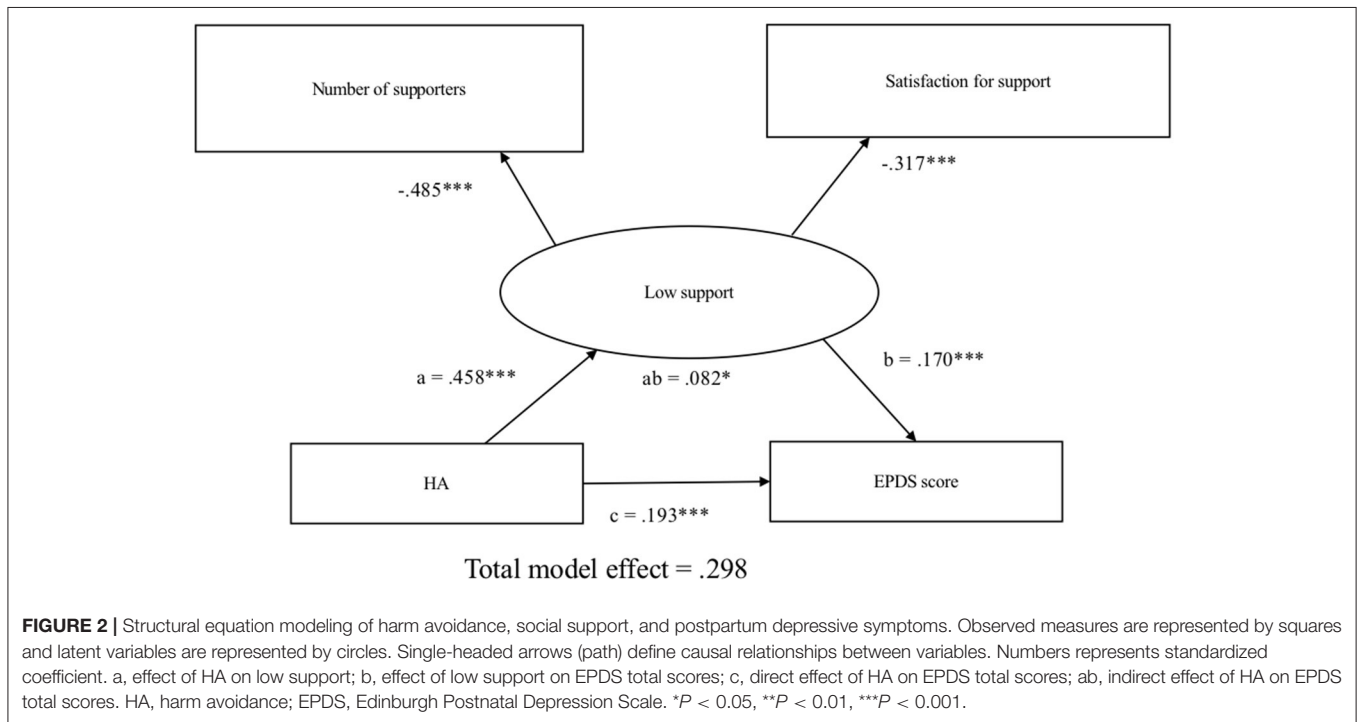 Number of supporters
Satisfaction for support
-.485***
-.317***
Low support
a = .458***
ab = .082*
b = .170***
HA
EPDS score
c = .193***
Total model effect = .298
FIGURE 2 | Structural equation modeling of harm avoidance, social support, and postpartum depressive symptoms. Observed measures are represented by squares
and latent variables are represented by circles. Single-headed arrows (path) define causal relationships between variables. Numbers represents standardized
coefficient. a, effect of HA on low support; b, effect of low support on EPDS total scores; c, direct effect of HA on EPDS total scores; ab, indirect effect of HA on EPDS
total scores. HA, harm avoidance; EPDS, Edinburgh Postnatal Depression Scale. *P < 0.05, **P < 0.01, ***P < 0.001.